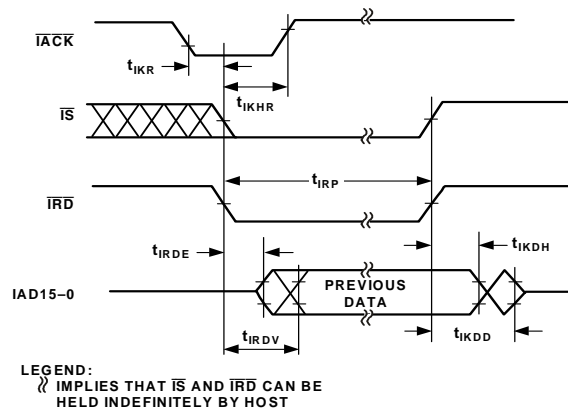 IACK
tIKR
tIKHR
IS
tIRP
IRD
tIRDE
tIKDH
IAD15–0
PREVIOUS
DATA
tIKDD
tIRDV
LEGEND:
IMPLIES THAT IS AND IRD CAN BE
HELD INDEFINITELY BY HOST